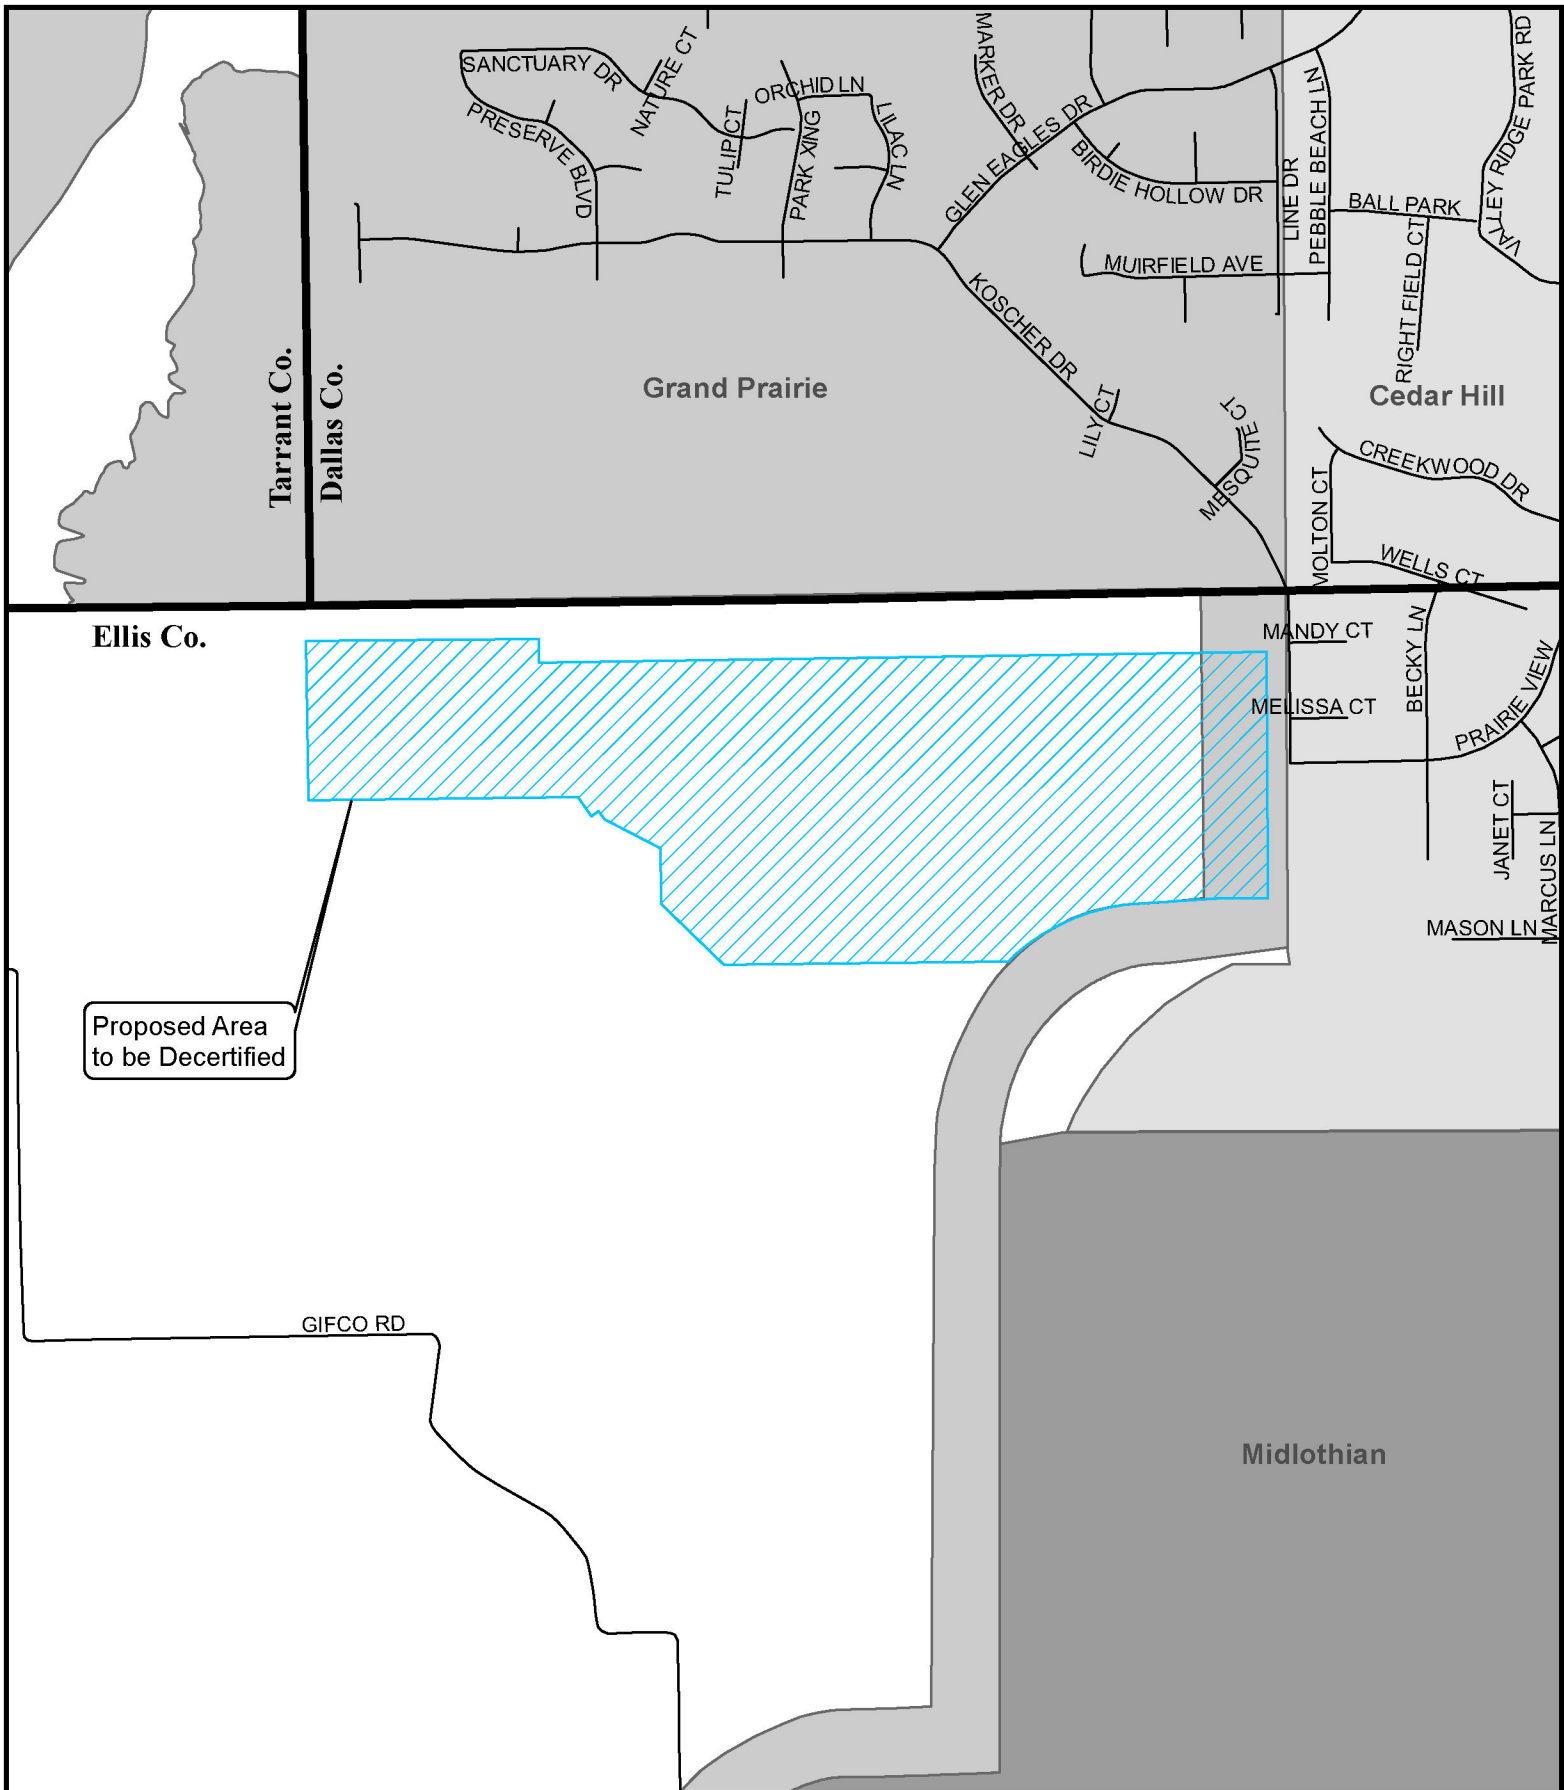 SANCTUARY DR
NATURE CT
MARKER DR
VALLEY RIDGE PARK RD
PRESERVE BLVD
TULIP CT
ORCHID LN
PARK XING
LILAC LN
GLEN EAGLES DR
BIRDIE HOLLOW DR
LINE DR
PEBBLE BEACH LN
BALL PARK
RIGHT FIELD CT
MUIRFIELD AVE
KOSCHER DR
Tarrant Co.
Dallas Co.
Grand Prairie
Cedar Hill
LILY CT
MESQUITE CT
CREEKWOOD DR
MOLTON CT
WELLS CT
Ellis Co.
MANDY CT
BECKY LN
MELISSA CT
PRAIRIE VIEW
JANET CT
MARCUS LN
MASON LN
Proposed Area
to be Decertified
GIFCO RD
Midlothian